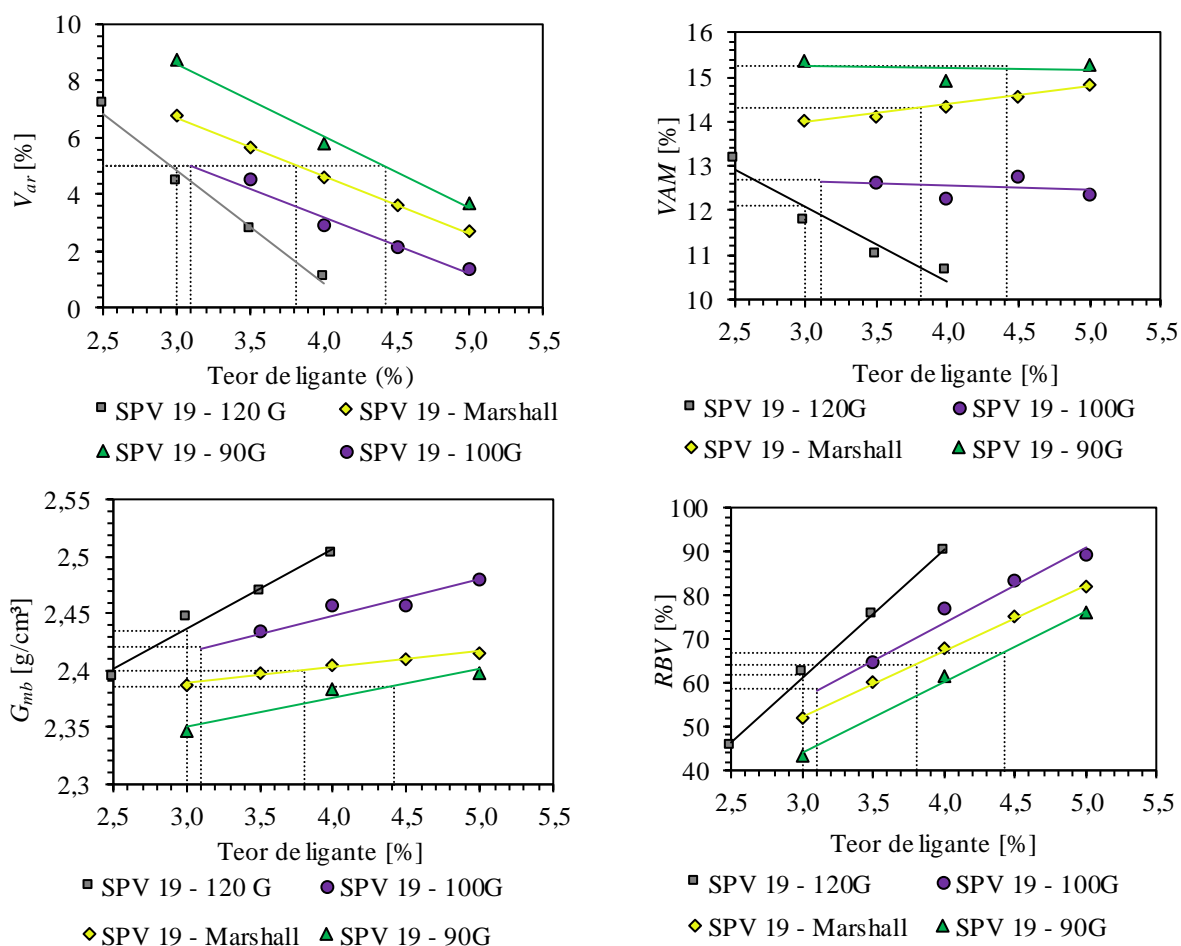 10
8
6
4
2
0
V_ar [%]
2,5 3,0 3,5 4,0 4,5 5,0 5,5
Teor de ligante (%)
SPV 19 - 120 G SPV 19 - Marshall
SPV 19 - 90G SPV 19 - 100G
16
15
14
13
12
11
10
VAM [%]
2,5 3,0 3,5 4,0 4,5 5,0 5,5
Teor de ligante [%]
SPV 19 - 120G SPV 19 - 100G
SPV 19 - Marshall SPV 19 - 90G
2,55
2,5
2,45
2,4
2,35
2,3
G_mb [g/cm³]
2,5 3,0 3,5 4,0 4,5 5,0 5,5
Teor de ligante [%]
SPV 19 - 120 G SPV 19 - 100G
SPV 19 - Marshall SPV 19 - 90G
100
90
80
70
60
50
40
RBV [%]
2,5 3,0 3,5 4,0 4,5 5,0 5,5
Teor de ligante [%]
SPV 19 - 120G SPV 19 - 100G
SPV 19 - Marshall SPV 19 - 90G